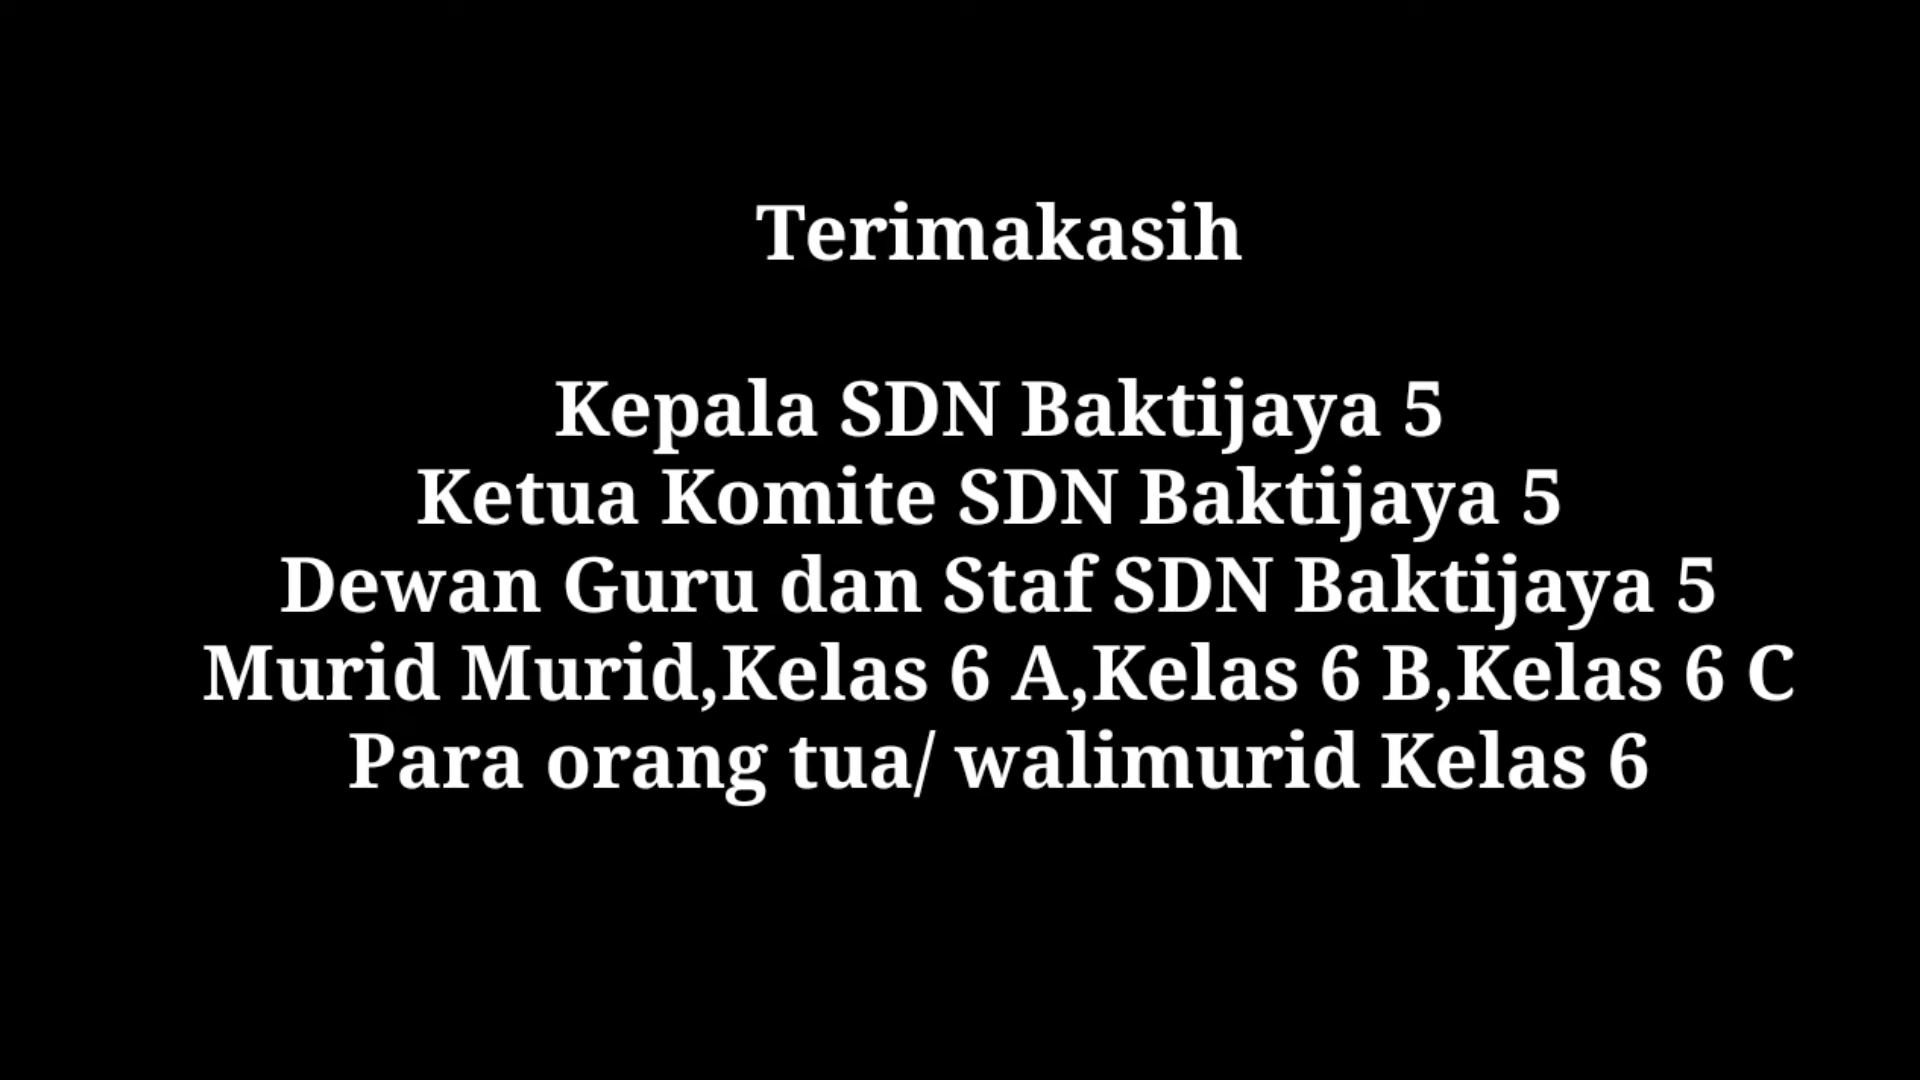 Terimakasih
Kepala SDN Baktijaya 5
Ketua Komite SDN Baktijaya 5
Dewan Guru dan Staf SDN Baktijaya 5
Murid Murid,Kelas 6 A,Kelas 6 B,Kelas 6 C
Para orang tua/ walimurid Kelas 6